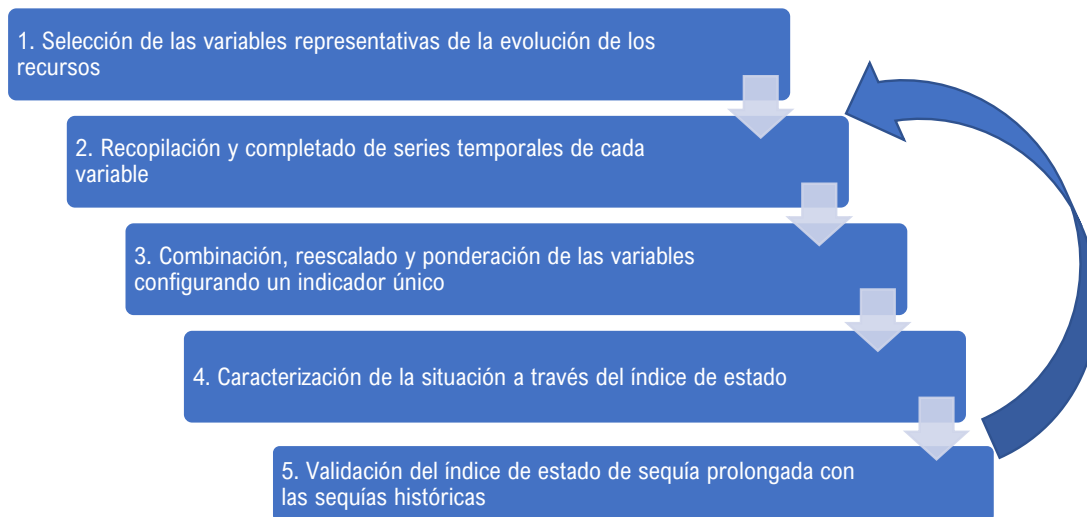 1. Selección de las variables representativas de la evolución de los
recursos
2. Recopilación y completado de series temporales de cada
variable
3. Combinación, reescalado y ponderación de las variables
configurando un indicador único
4. Caracterización de la situación a través del índice de estado
5. Validación del índice de estado de sequía prolongada con
las sequías históricas